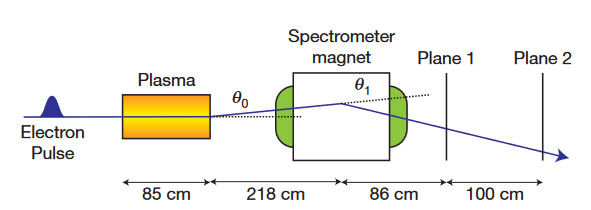 Spectrometer
magnet
Plane 1
Plane 2
Plasma
θ0
θ1
Electron
Pulse
85 cm
218 cm
86 cm
100 cm